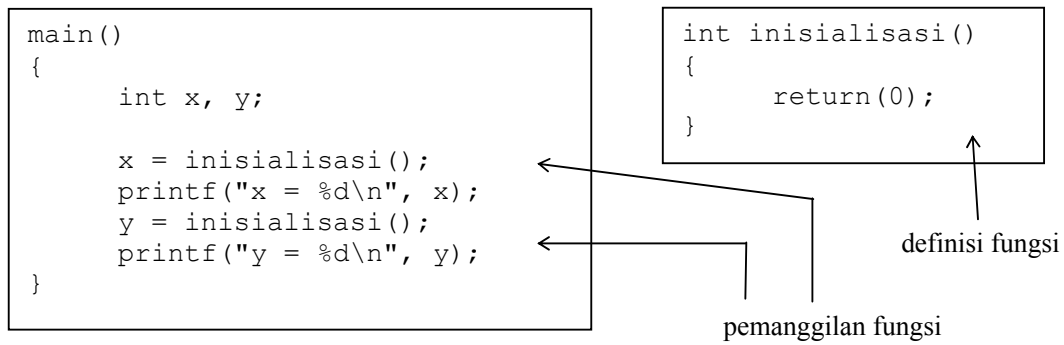 main()
{
int x, y;
x = inisialisasi();
printf("x = %d\n", x);
y = inisialisasi();
printf("y = %d\n", y);
}
int inisialisasi()
{
return(0);
}
definisi fungsi
pemanggilan fungsi